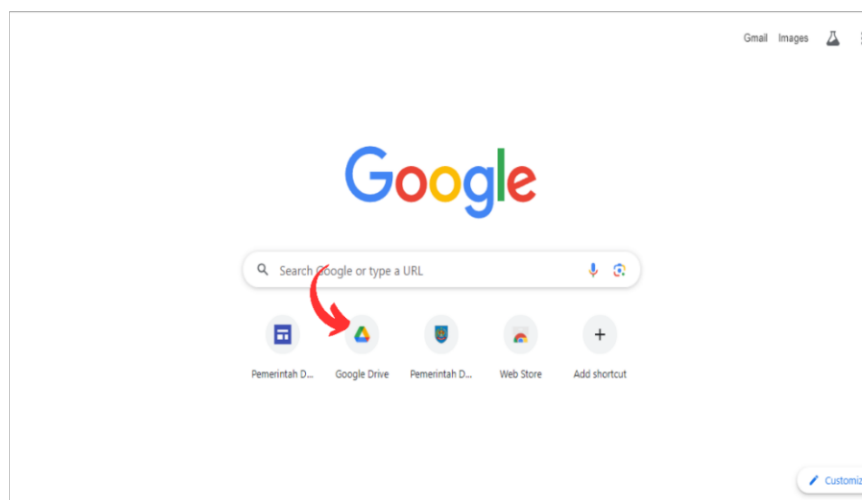 Gmail Images
Google
Search Google or type a URL
Pemerintah D... Google Drive Pemerintah D... Web Store Add shortcut
Customiz